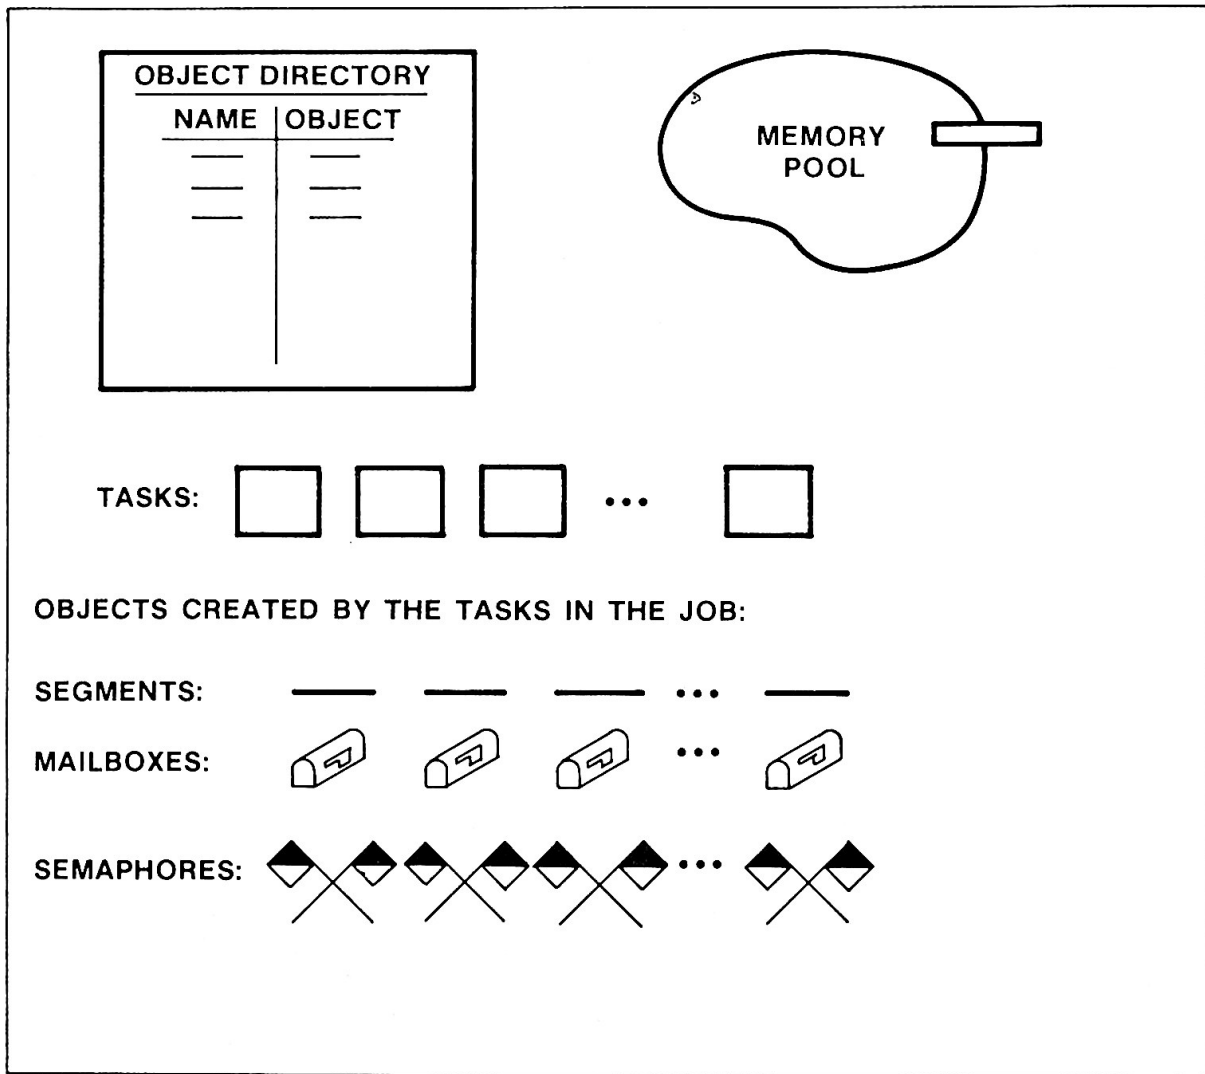 OBJECT DIRECTORY
NAME OBJECT
MEMORY
POOL
TASKS: •••
OBJECTS CREATED BY THE TASKS IN THE JOB:
SEGMENTS: •••
MAILBOXES: •••
SEMAPHORES: •••